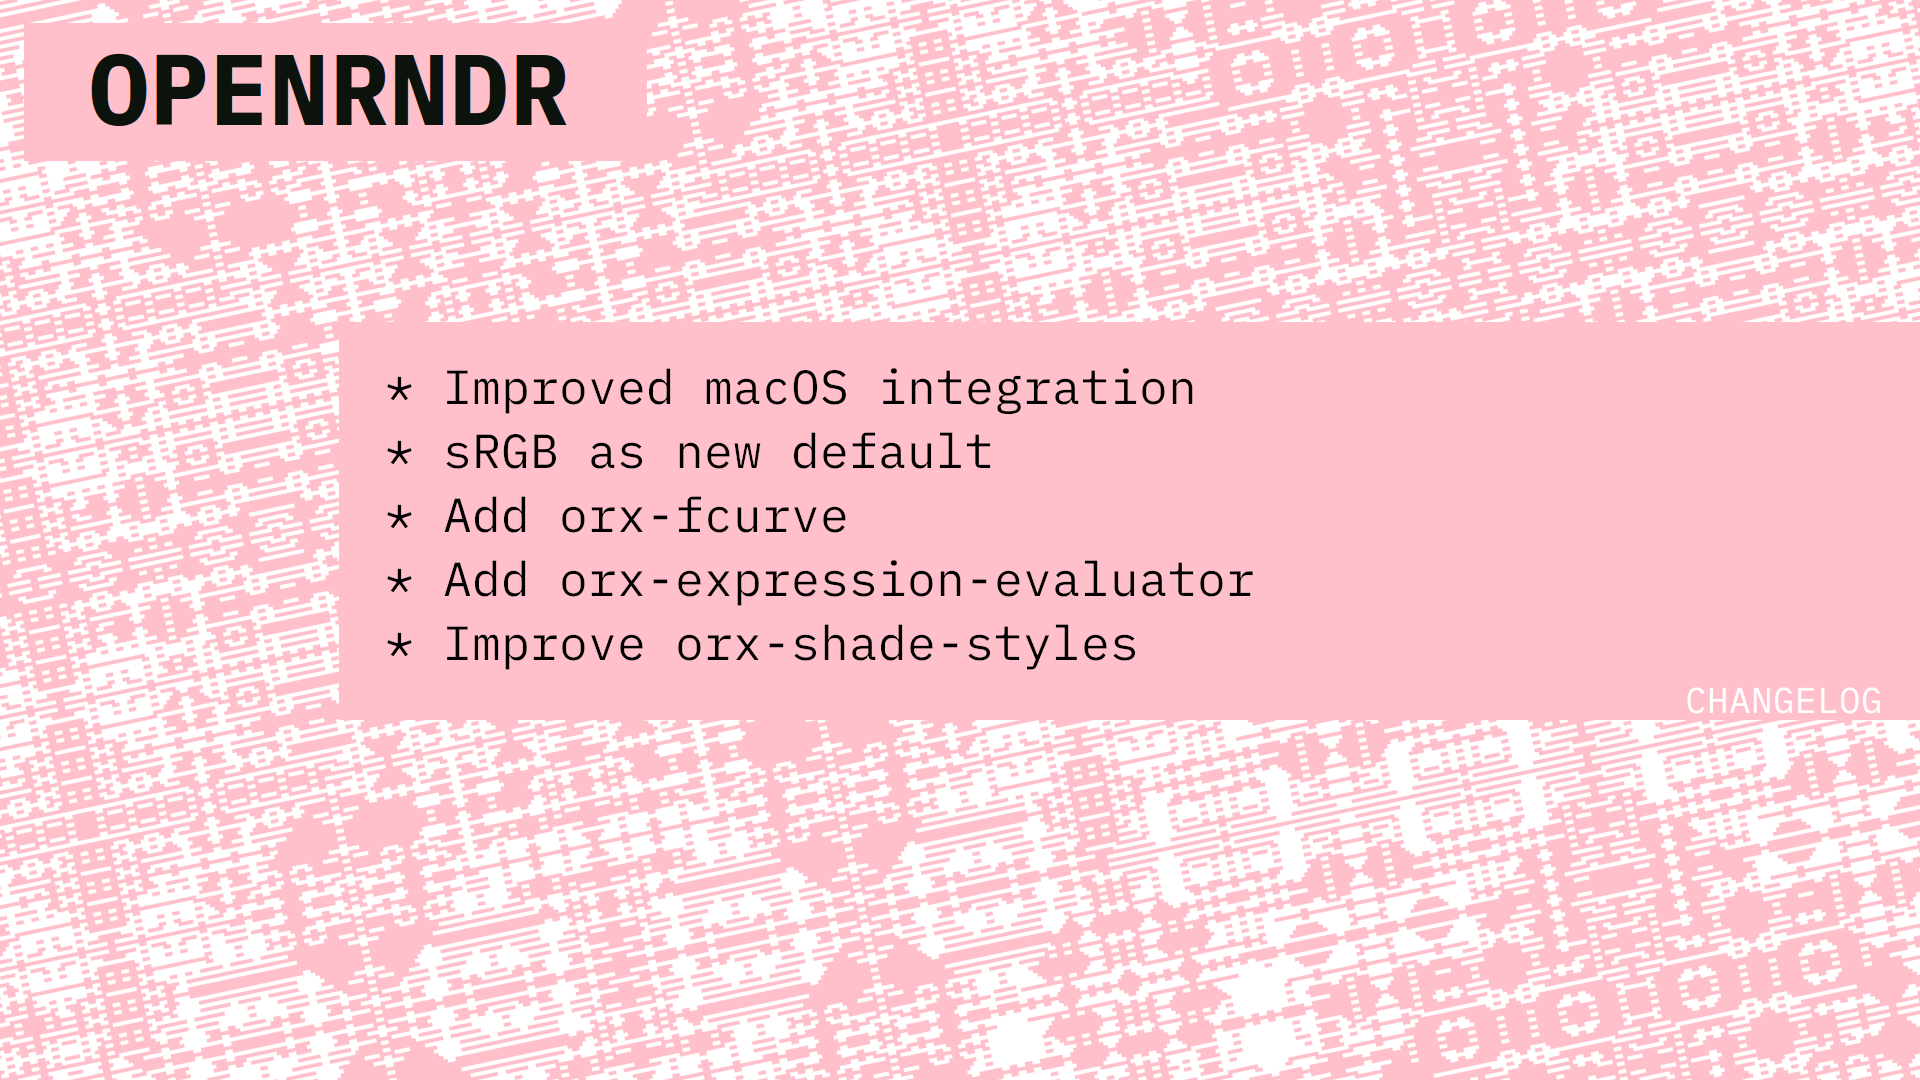 OPENRNDR
* Improved macOS integration
* sRGB as new default
* Add orx-fcurve
* Add orx-expression-evaluator
* Improve orx-shade-styles
CHANGELOG